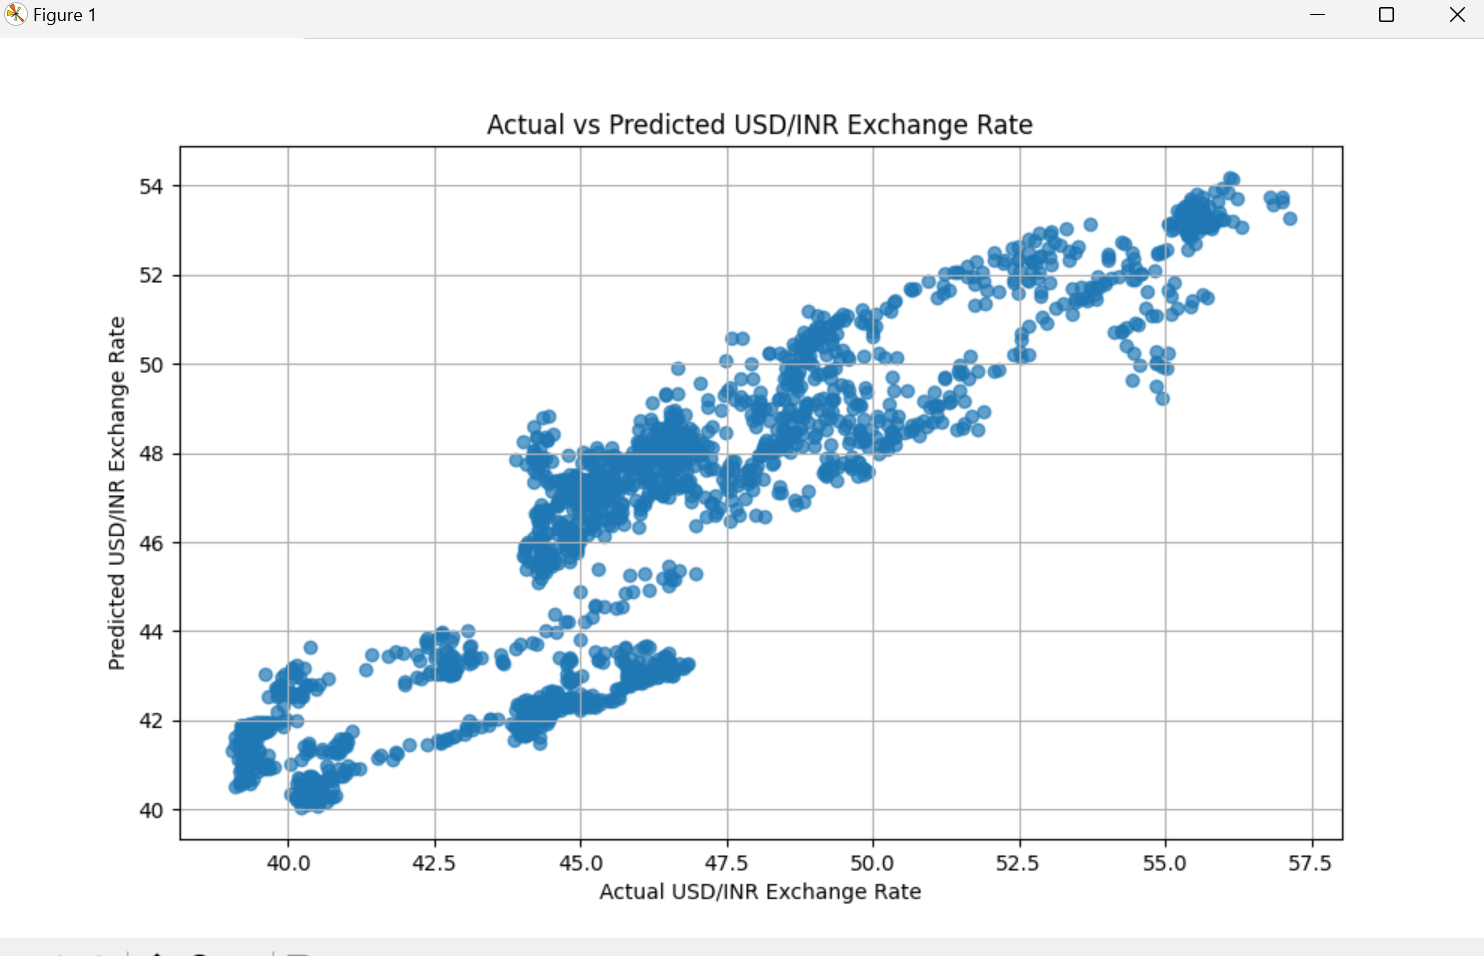 Figure 1
Actual vs Predicted USD/INR Exchange Rate
Predicted USD/INR Exchange Rate
54
52
50
48
46
44
42
40
40.0 42.5 45.0 47.5 50.0 52.5 55.0 57.5
Actual USD/INR Exchange Rate